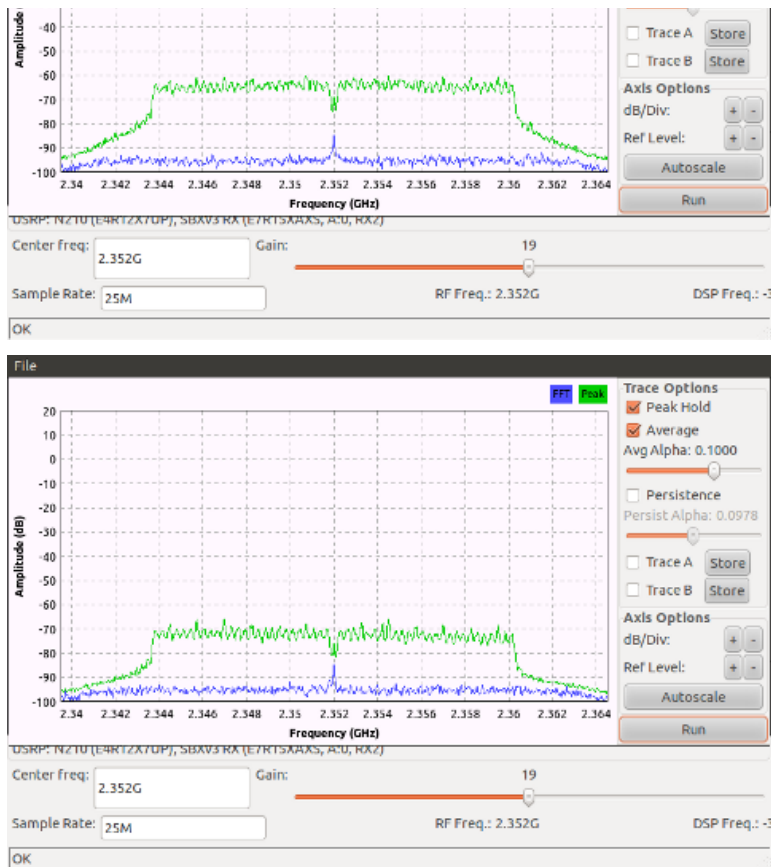 Amplitude
-40
-50
-60
-70
-80
-90
-100
2.34 2.342 2.344 2.346 2.348 2.35 2.352 2.354 2.356 2.358 2.36 2.362 2.364
Frequency (GHz)
Trace A Store
Trace B Store
Axis Options
dB/Div: + -
Ref Level: + -
Autoscale
Run
USRP: N210 (E4R12X7UP), SBXV3 RX (E7R15XAXS, A:0, RX2)
Center freq: 2.352G Gain: 19
Sample Rate: 25M RF Freq.: 2.352G DSP Freq.: -
OK
File
FFT Peak
20
10
0
-10
-20
-30
-40
-50
-60
-70
-80
-90
-100
Amplitude (dB)
2.34 2.342 2.344 2.346 2.348 2.35 2.352 2.354 2.356 2.358 2.36 2.362 2.364
Frequency (GHz)
Trace Options
Peak Hold
Average
Avg Alpha: 0.1000
Persistence
Persist Alpha: 0.0978
Trace A Store
Trace B Store
Axis Options
dB/Div: + -
Ref Level: + -
Autoscale
Run
USRP: N210 (E4R12X7UP), SBXV3 RX (E7R15XAXS, A:0, RX2)
Center freq: 2.352G Gain: 19
Sample Rate: 25M RF Freq.: 2.352G DSP Freq.: -
OK